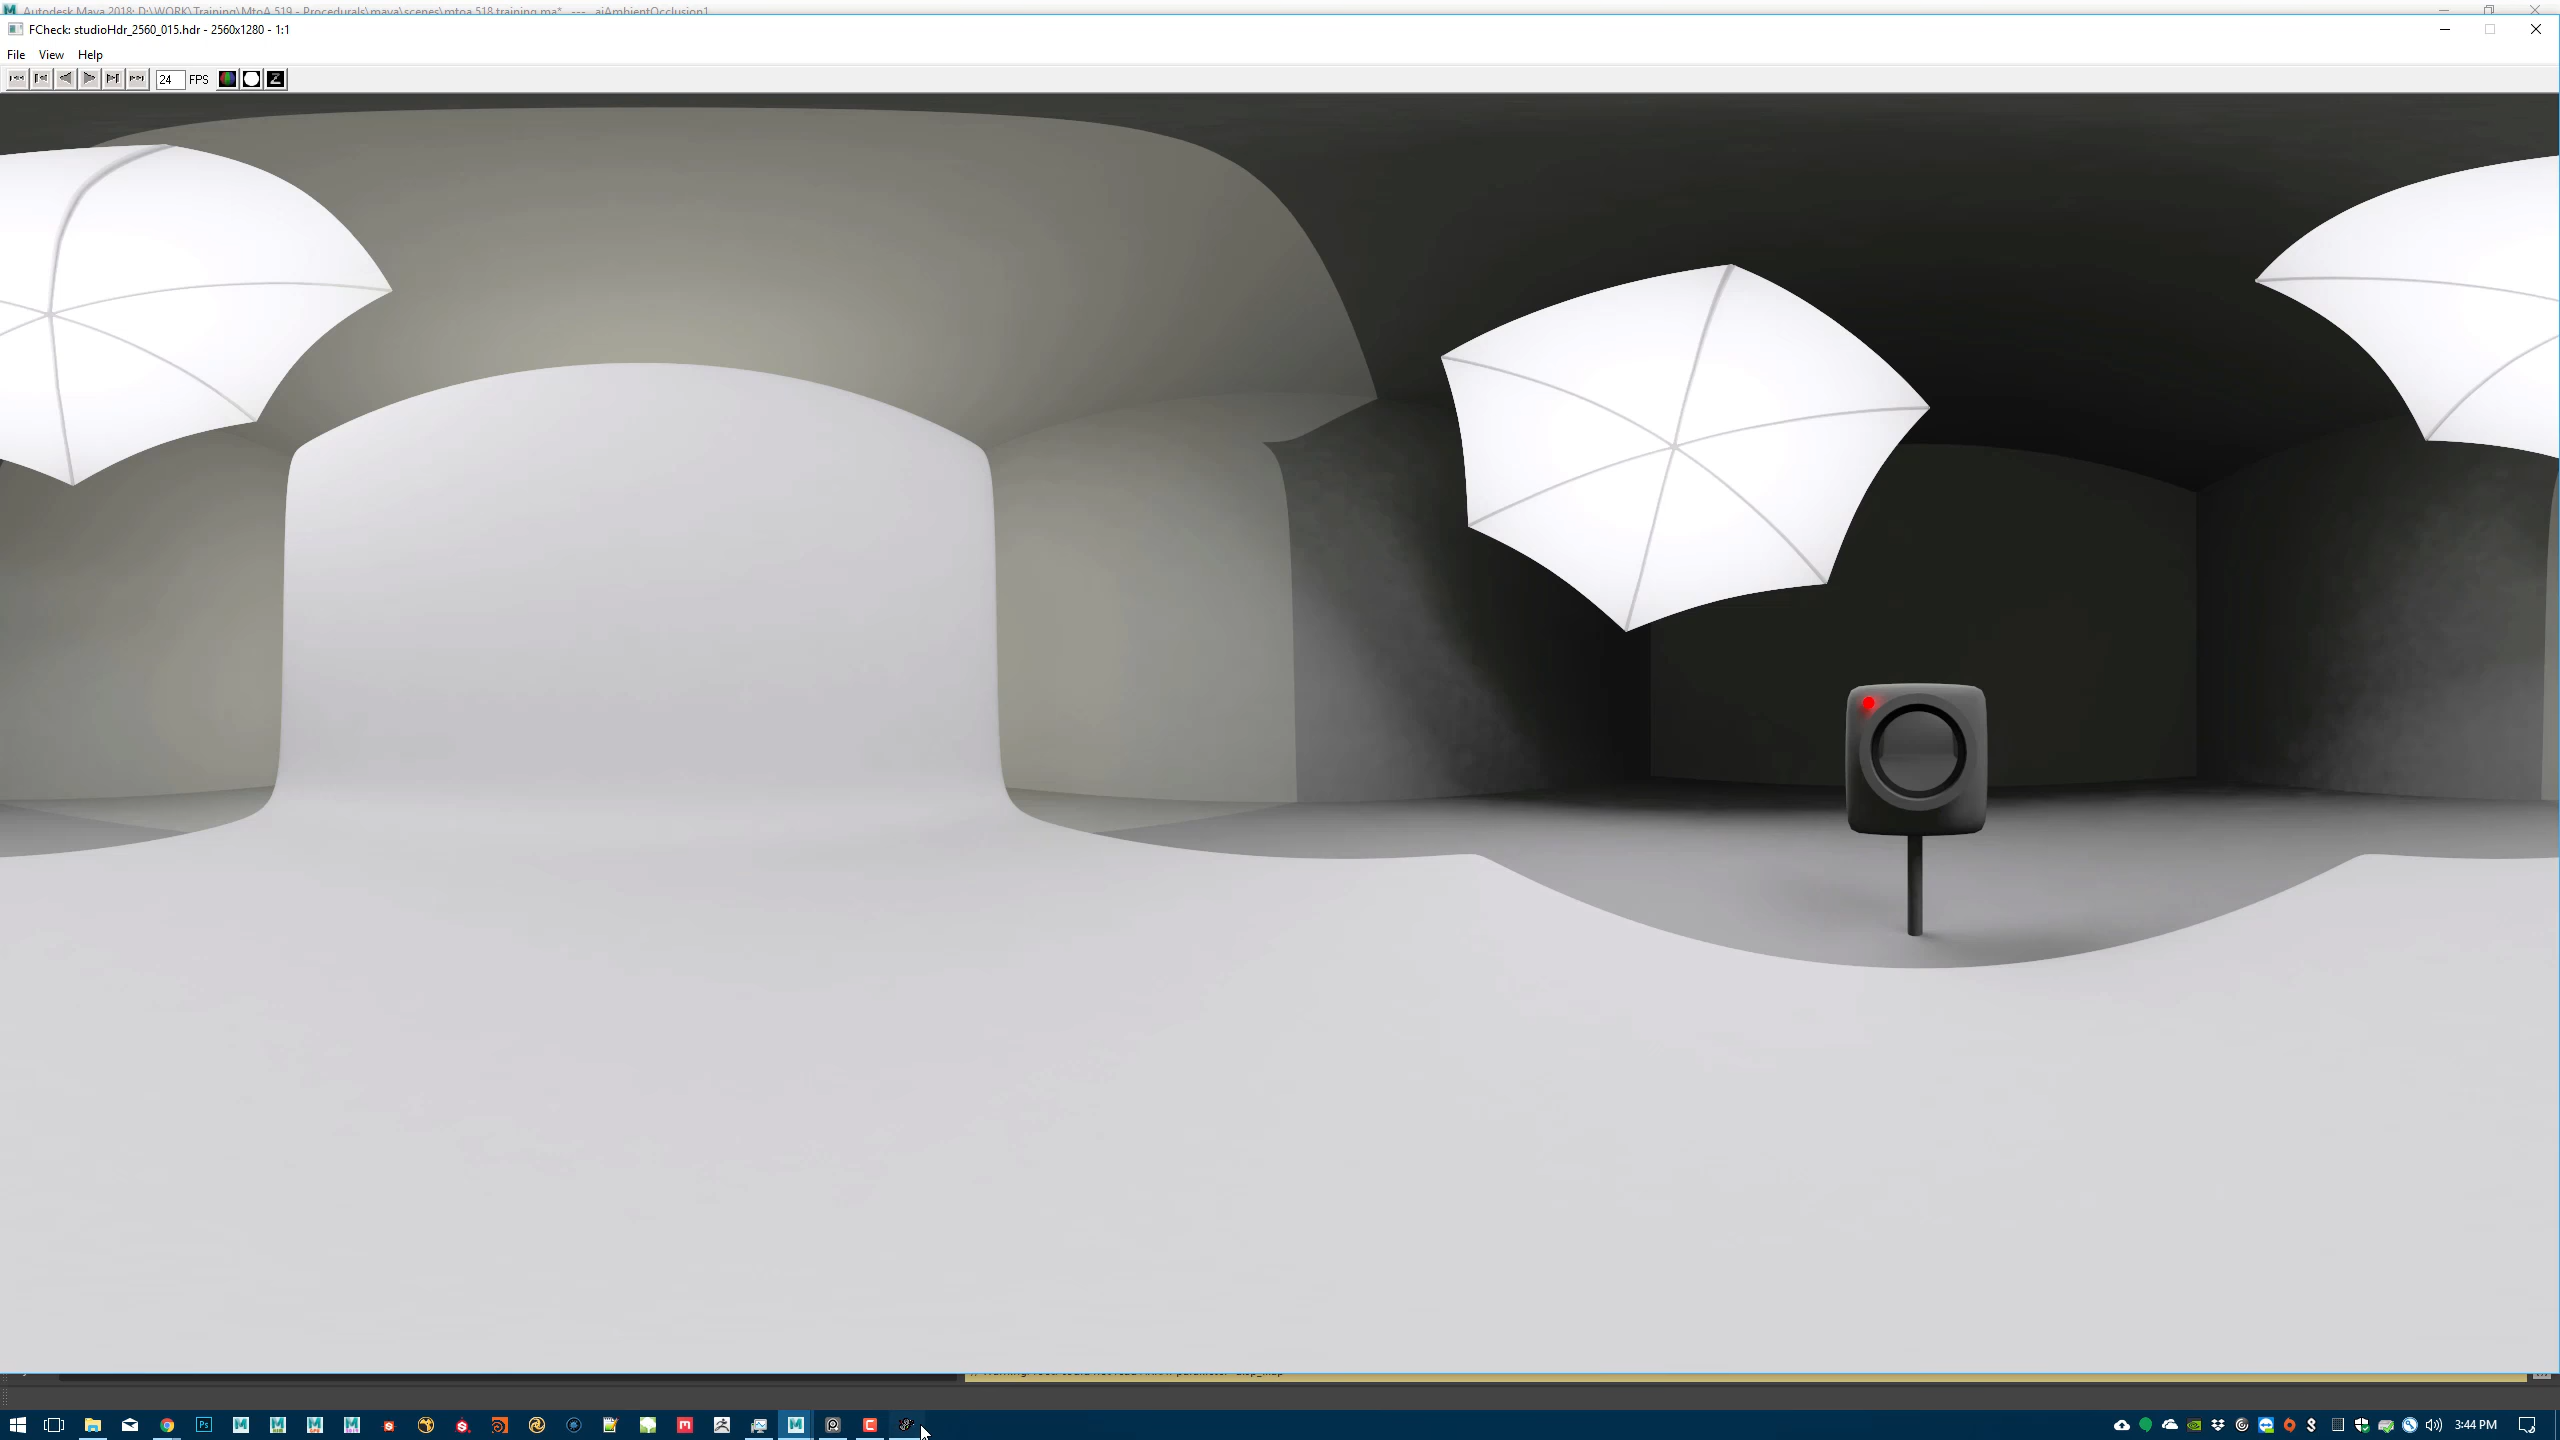 Autodesk Maya 2018: D:\WORK\Training\MtoA 519 - Procedurals\maya\scenes\mtoa 518 training.ma* --- aiAmbientOcclusion1
FCheck: studioHdr_2560_015.hdr - 2560x1280 - 1:1
File View Help
24 FPS Z
Ps M M M M
m M C
3:44 PM